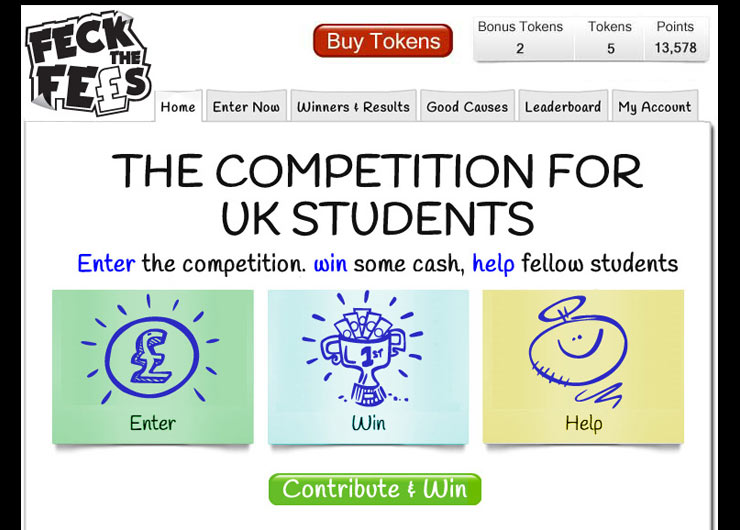 FECK
THE
FE£S
Buy Tokens
Bonus Tokens Tokens Points
2 5 13,578
Home Enter Now Winners & Results Good Causes Leaderboard My Account
THE COMPETITION FOR
UK STUDENTS
Enter the competition. win some cash, help fellow students
£
1ST
Enter Win Help
Contribute & Win